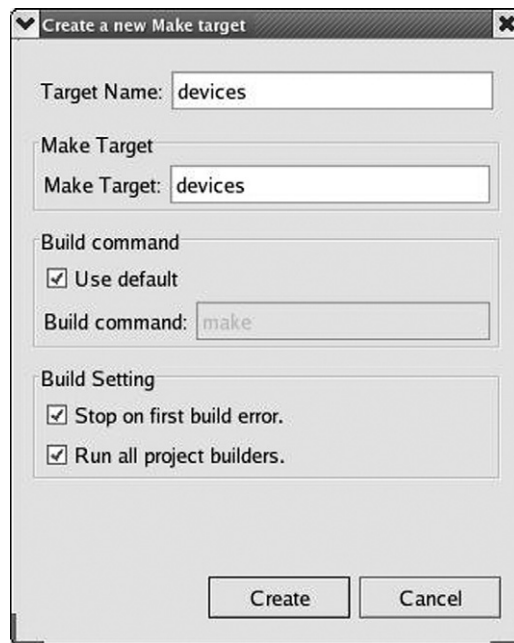 Create a new Make target
Target Name: devices
Make Target
Make Target: devices
Build command
Use default
Build command: make
Build Setting
Stop on first build error.
Run all project builders.
Create Cancel